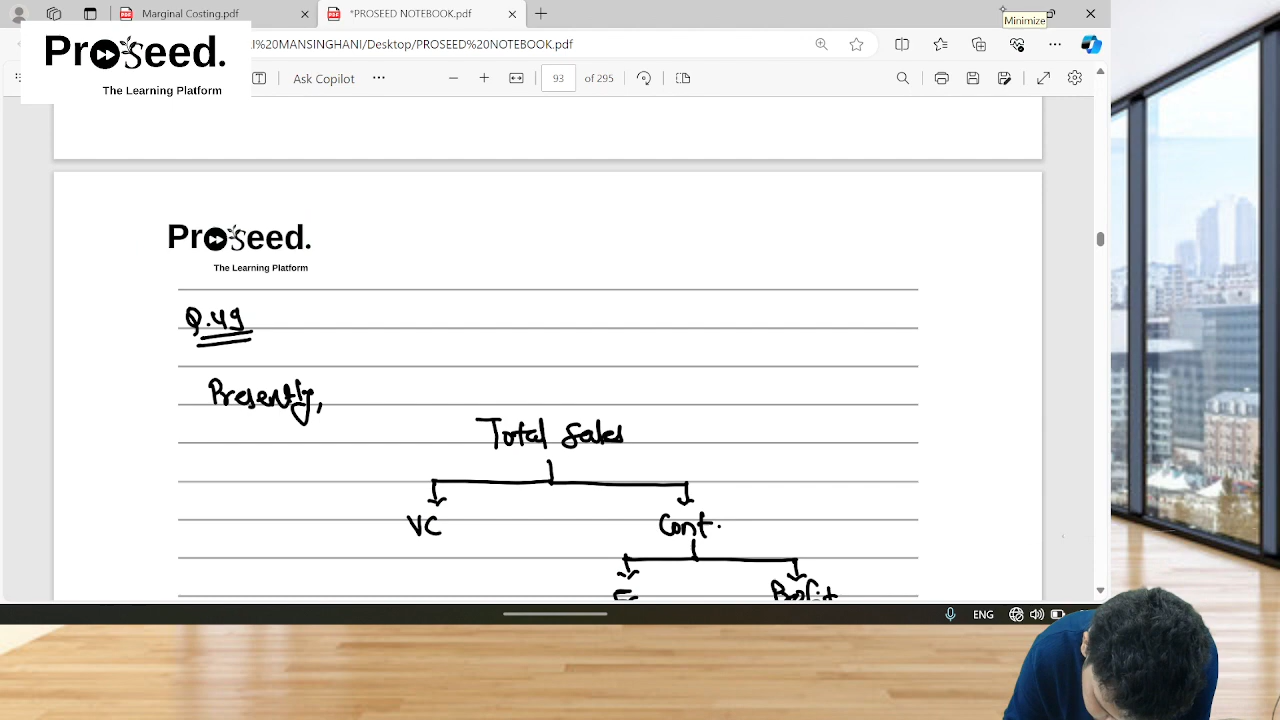 Marginal Costing.pdf
*PROSEED NOTEBOOK.pdf
Minimize
Proseed.
The Learning Platform
I%20MANSINGHANI/Desktop/PROSEED%20NOTEBOOK.pdf
Ask Copilot
93 of 295
Proseed.
The Learning Platform
Q.49
Presently,
Total Sales
VC
Cont.
Profit
ENG